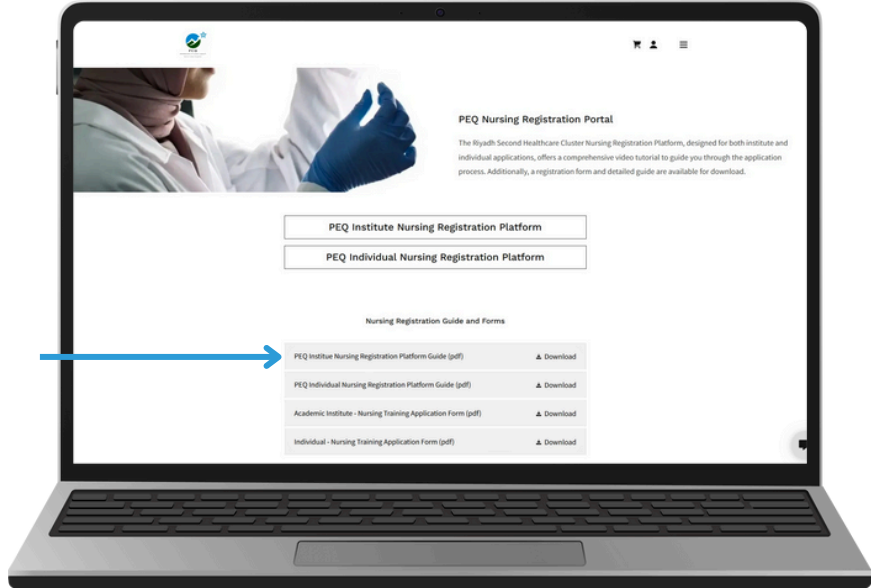 PEQ Nursing Registration Portal
The Riyadh Second Healthcare Cluster Nursing Registration Platform, designed for both institute and
individual applications, offers a comprehensive video tutorial to guide you through the application
process. Additionally, a registration form and detailed guide are available for download.
PEQ Institute Nursing Registration Platform
PEQ Individual Nursing Registration Platform
Nursing Registration Guide and Forms
PEQ Institue Nursing Registration Platform Guide (pdf) Download
PEQ Individual Nursing Registration Platform Guide (pdf) Download
Academic Institute - Nursing Training Application Form (pdf) Download
Individual - Nursing Training Application Form (pdf) Download